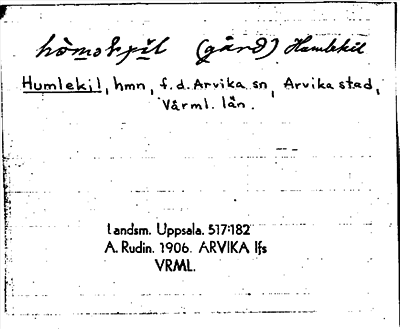 hòmokjìl (gård) Humlekil
Humlekil, hmn, f.d. Arvika sn, Arvika stad,
Värml. län.
Landsm. Uppsala. 517:182
A. Rudin. 1906. ARVIKA lfs
VRML.